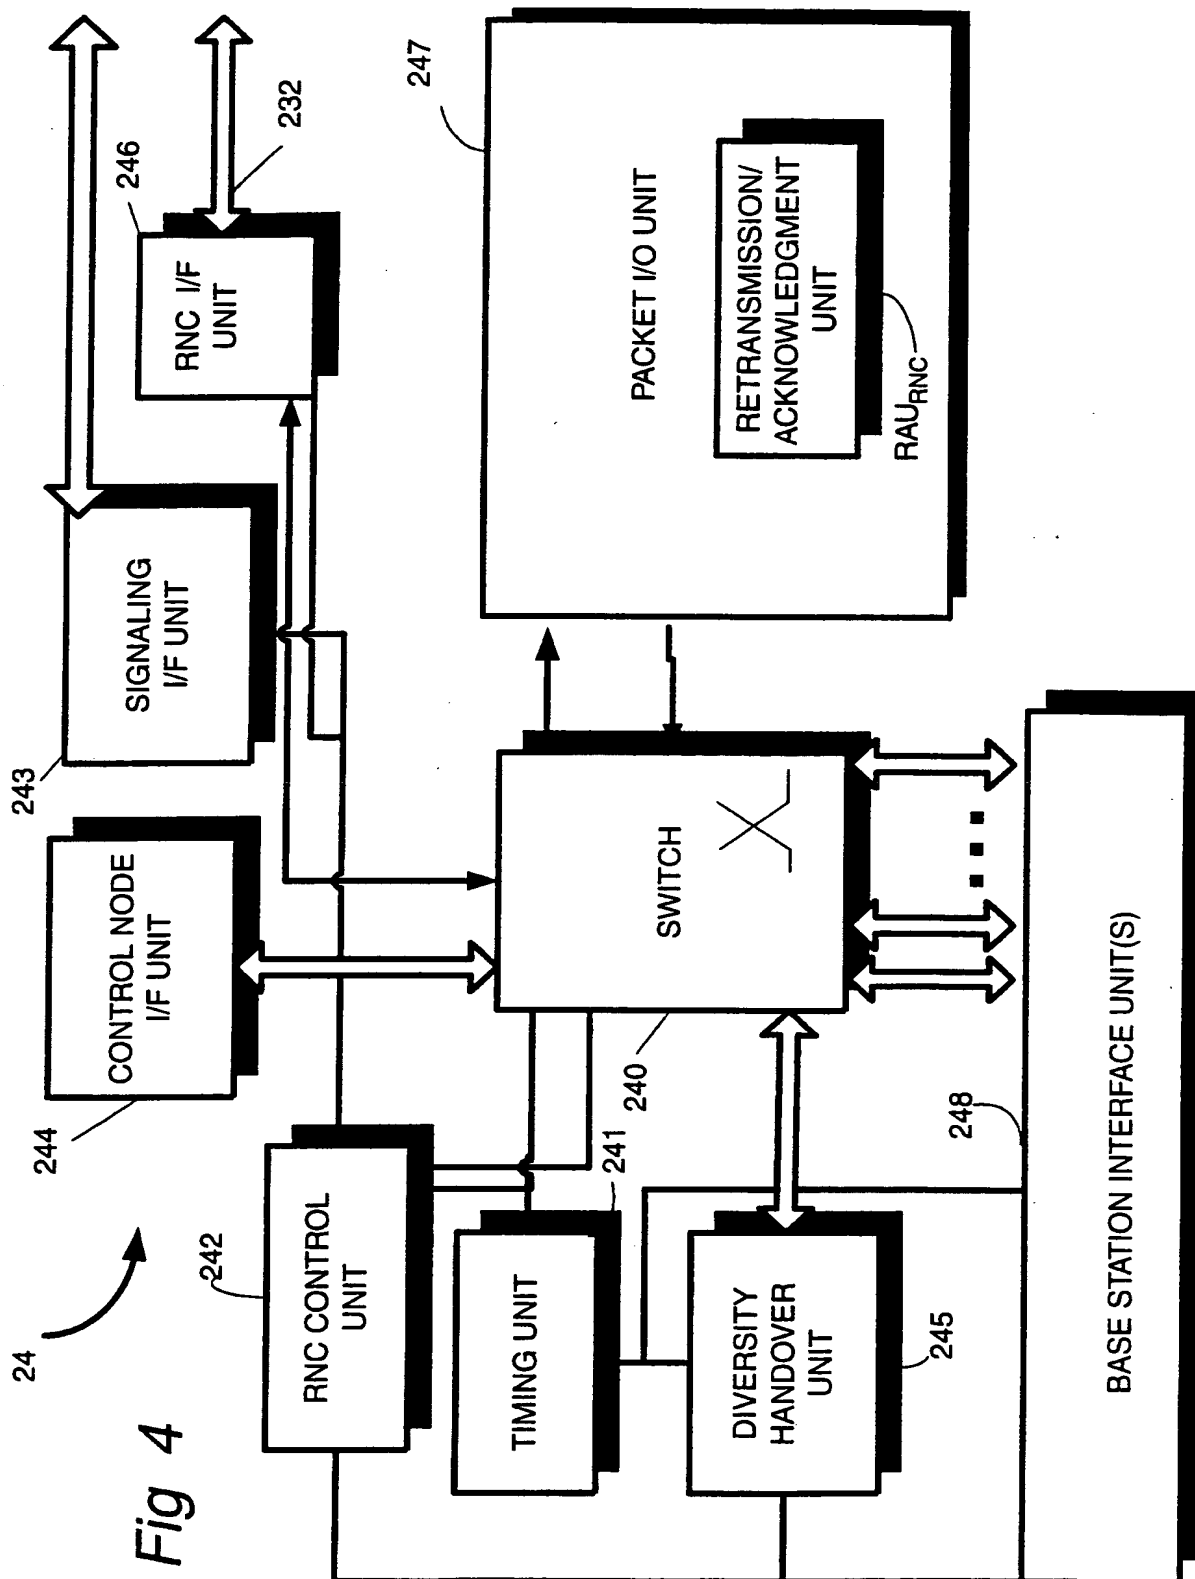 Fig 4
24
242
RNC CONTROL
UNIT
244
CONTROL NODE
I/F UNIT
243
SIGNALING
I/F UNIT
246
RNC I/F
UNIT
232
241
TIMING UNIT
240
SWITCH
247
PACKET I/O UNIT
RETRANSMISSION/
ACKNOWLEDGMENT
UNIT
RAURNC
DIVERSITY
HANDOVER
UNIT
245
248
BASE STATION INTERFACE UNIT(S)